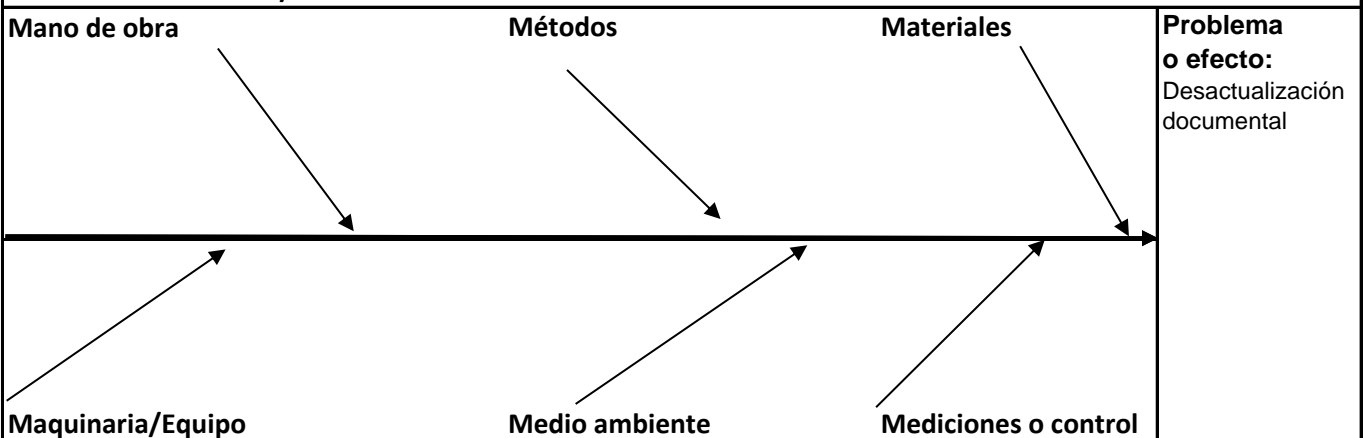 Mano de obra
Métodos
Materiales
Problema
o efecto:
Desactualización
documental
Maquinaria/Equipo
Medio ambiente
Mediciones o control